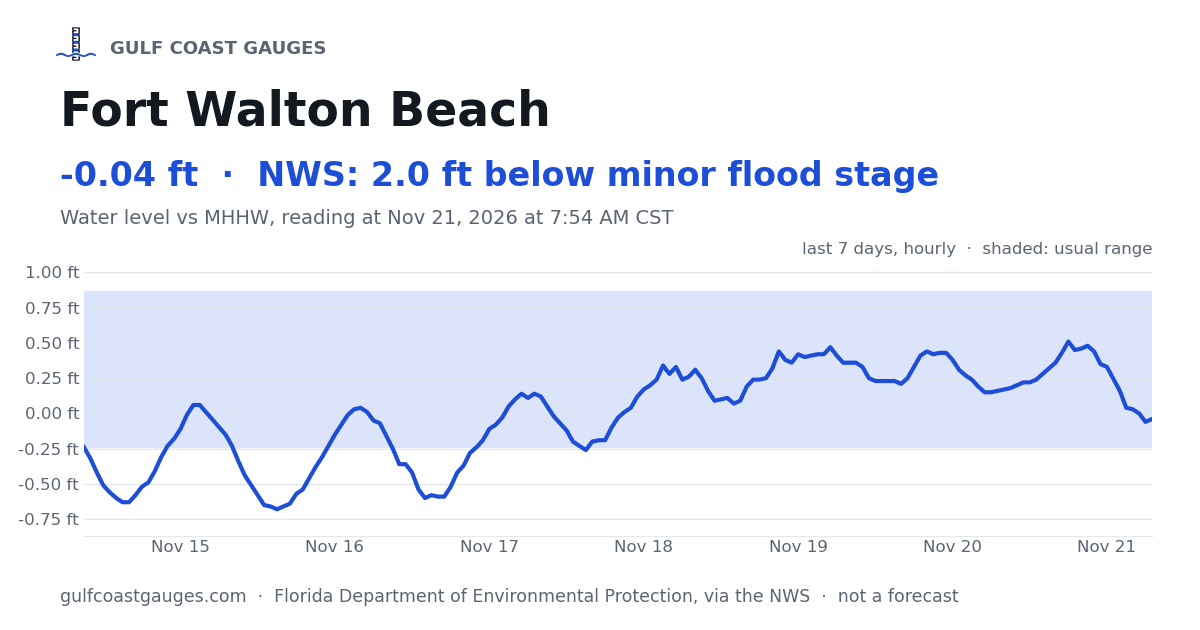 GULF COAST GAUGES
Fort Walton Beach
-0.04 ft · NWS: 2.0 ft below minor flood stage
Water level vs MHHW, reading at Nov 21, 2026 at 7:54 AM CST
last 7 days, hourly · shaded: usual range
1.00 ft
0.75 ft
0.50 ft
0.25 ft
0.00 ft
-0.25 ft
-0.50 ft
-0.75 ft
Nov 15 Nov 16 Nov 17 Nov 18 Nov 19 Nov 20 Nov 21
gulfcoastgauges.com · Florida Department of Environmental Protection, via the NWS · not a forecast